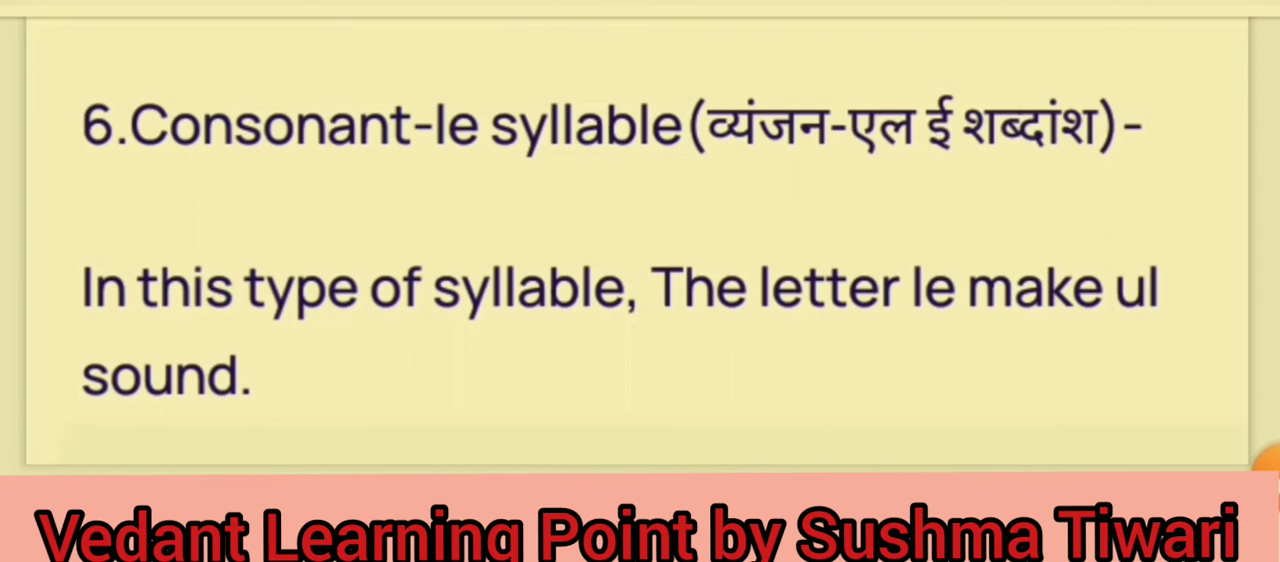 6.Consonant-le syllable(व्यंजन-एल ई शब्दांश)-
In this type of syllable, The letter le make ul
sound.
Vedant Learning Point by Sushma Tiwari